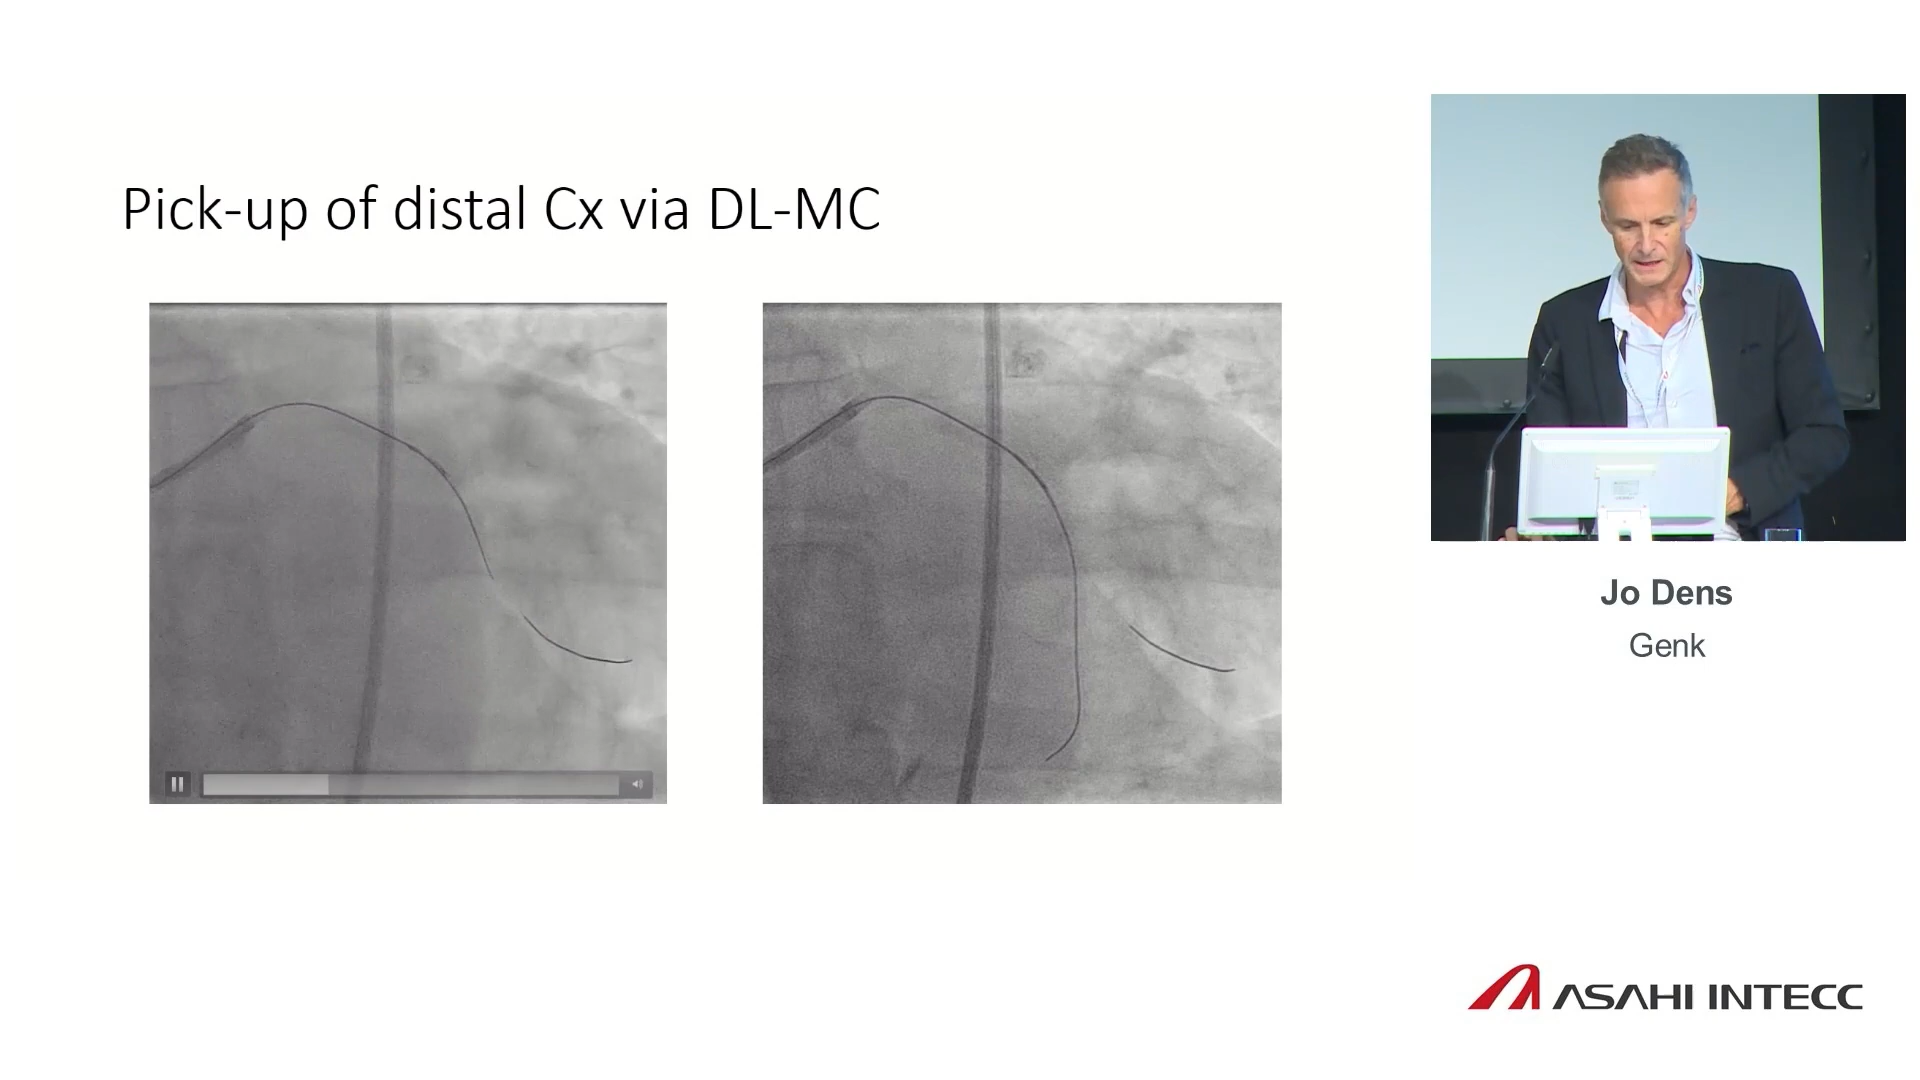 Pick-up of distal Cx via DL-MC
Jo Dens
Genk
ASAHI INTECC